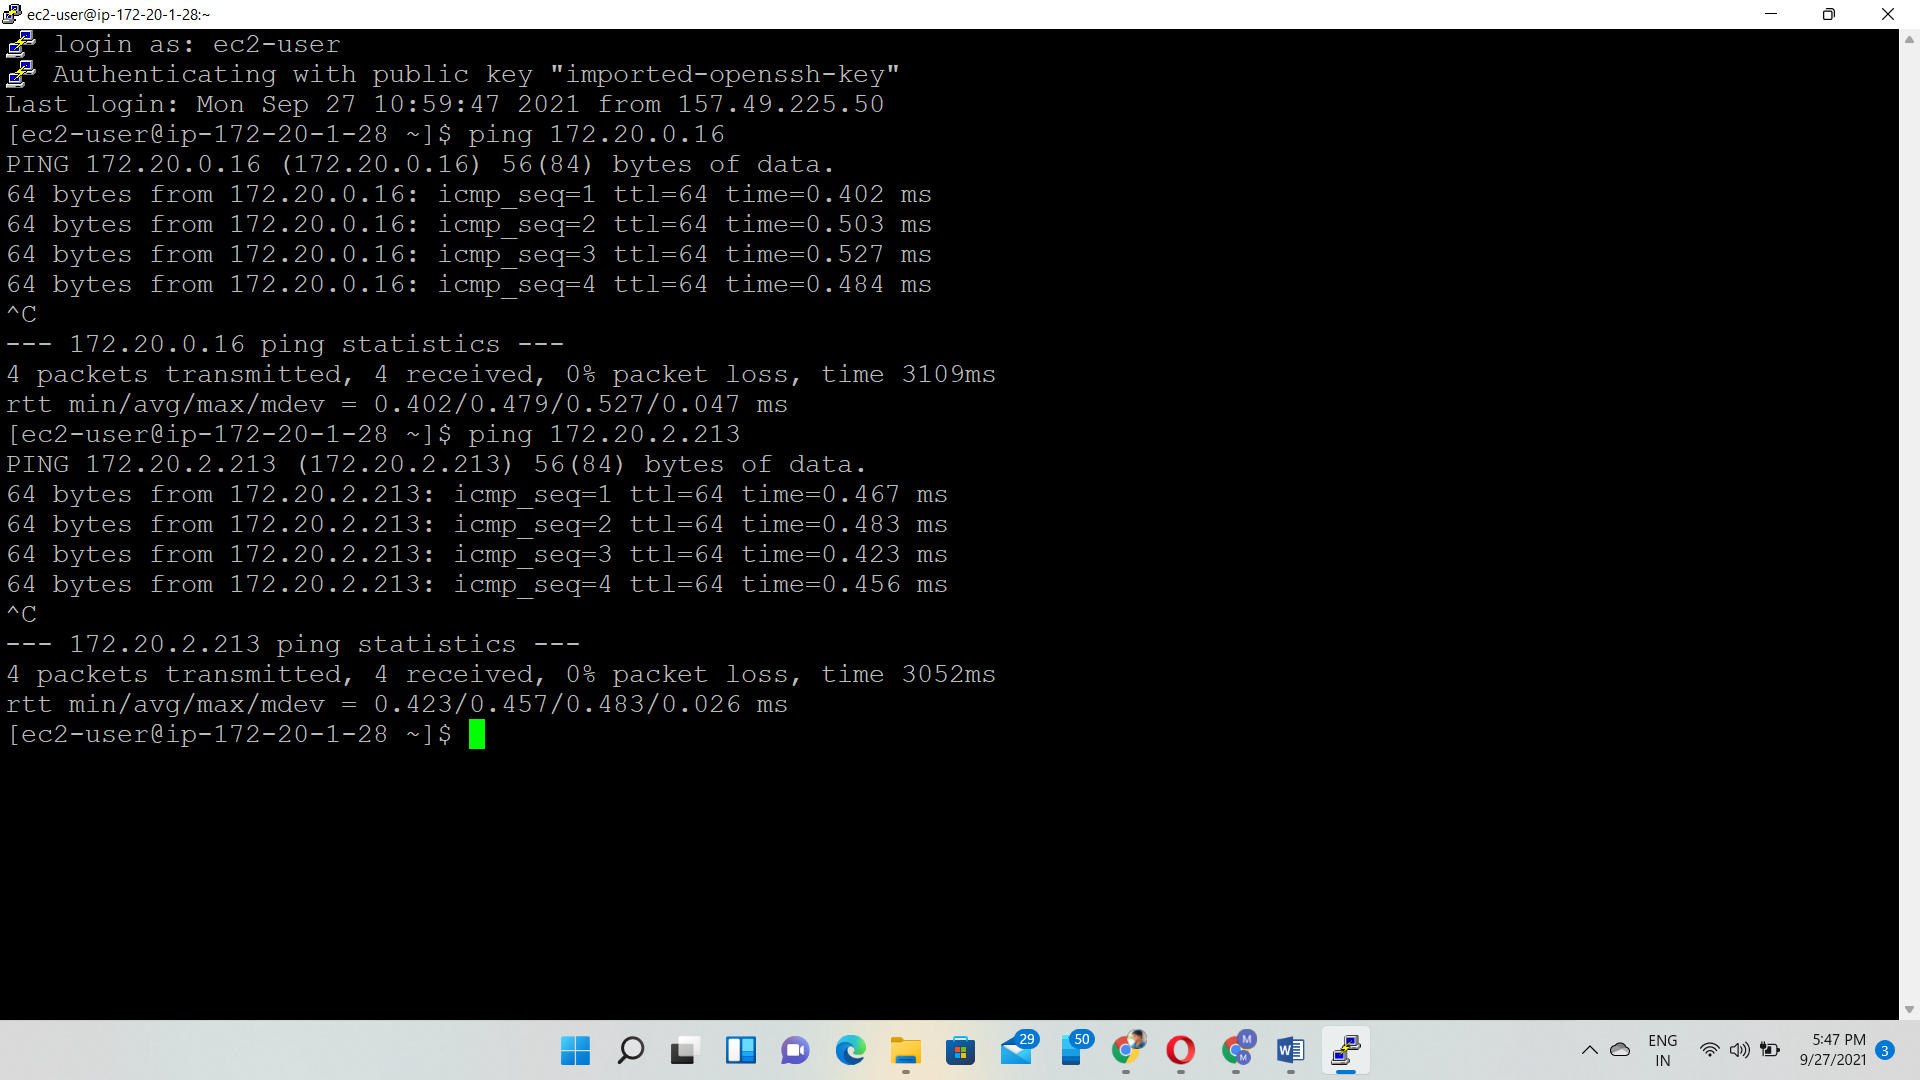 ec2-user@ip-172-20-1-28:~
login as: ec2-user
Authenticating with public key "imported-openssh-key"
Last login: Mon Sep 27 10:59:47 2021 from 157.49.225.50
[ec2-user@ip-172-20-1-28 ~]$ ping 172.20.0.16
PING 172.20.0.16 (172.20.0.16) 56(84) bytes of data.
64 bytes from 172.20.0.16: icmp_seq=1 ttl=64 time=0.402 ms
64 bytes from 172.20.0.16: icmp_seq=2 ttl=64 time=0.503 ms
64 bytes from 172.20.0.16: icmp_seq=3 ttl=64 time=0.527 ms
64 bytes from 172.20.0.16: icmp_seq=4 ttl=64 time=0.484 ms
^C
--- 172.20.0.16 ping statistics ---
4 packets transmitted, 4 received, 0% packet loss, time 3109ms
rtt min/avg/max/mdev = 0.402/0.479/0.527/0.047 ms
[ec2-user@ip-172-20-1-28 ~]$ ping 172.20.2.213
PING 172.20.2.213 (172.20.2.213) 56(84) bytes of data.
64 bytes from 172.20.2.213: icmp_seq=1 ttl=64 time=0.467 ms
64 bytes from 172.20.2.213: icmp_seq=2 ttl=64 time=0.483 ms
64 bytes from 172.20.2.213: icmp_seq=3 ttl=64 time=0.423 ms
64 bytes from 172.20.2.213: icmp_seq=4 ttl=64 time=0.456 ms
^C
--- 172.20.2.213 ping statistics ---
4 packets transmitted, 4 received, 0% packet loss, time 3052ms
rtt min/avg/max/mdev = 0.423/0.457/0.483/0.026 ms
[ec2-user@ip-172-20-1-28 ~]$
29
50
M
M
W
ENG
IN
5:47 PM
9/27/2021
3